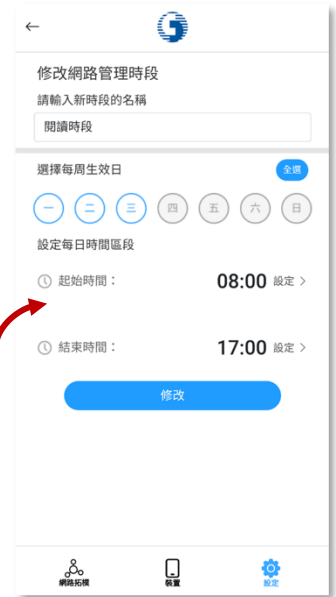 修改網路管理時段
請輸入新時段的名稱
閱讀時段
選擇每周生效日 全選
一 二 三 四 五 六 日
設定每日時間區段
起始時間： 08:00 設定 >
結束時間： 17:00 設定 >
修改
網路拓樸 裝置 設定